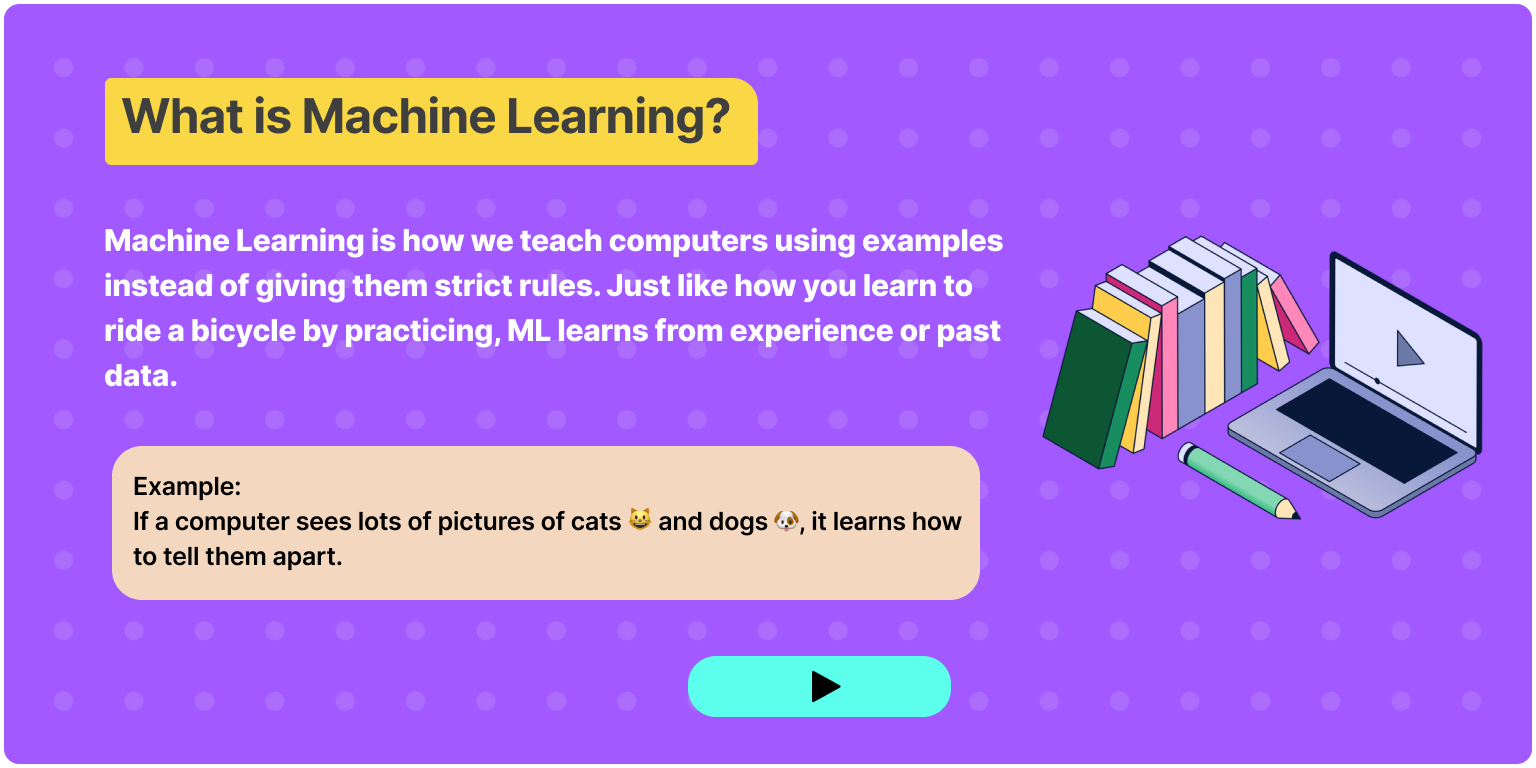 What is Machine Learning?
Machine Learning is how we teach computers using examples
instead of giving them strict rules. Just like how you learn to
ride a bicycle by practicing, ML learns from experience or past
data.
Example:
If a computer sees lots of pictures of cats 😺 and dogs 🐶, it learns how
to tell them apart.